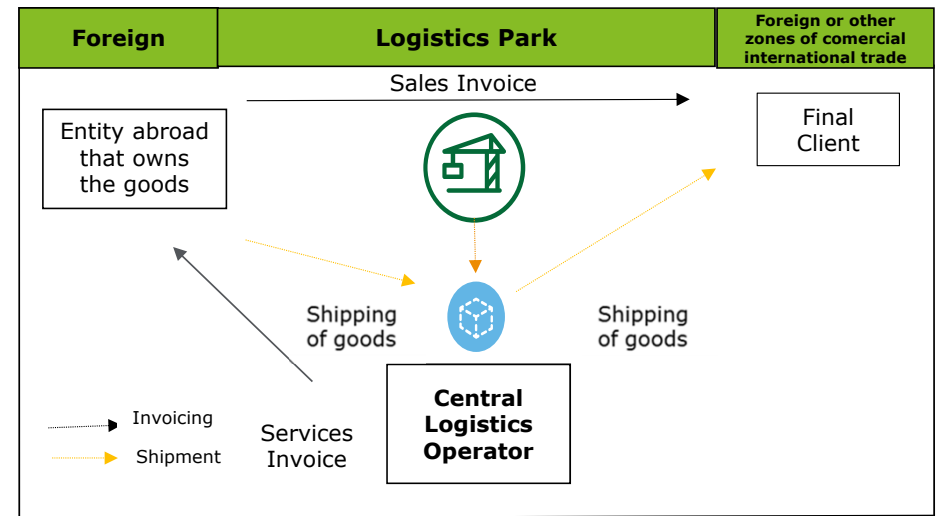 Foreign
Logistics Park
Foreign or other
zones of comercial
international trade
Sales Invoice
Entity abroad
that owns
the goods
Final
Client
Shipping
of goods
Shipping
of goods
Central
Logistics
Operator
Services
Invoice
Invoicing
Shipment